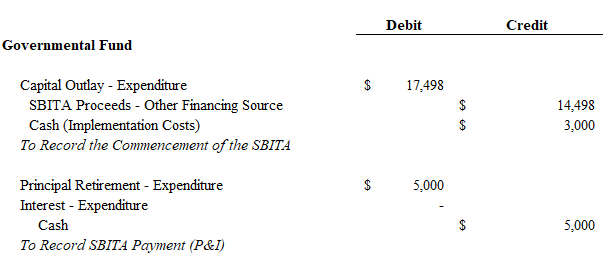 Debit Credit
Governmental Fund
Capital Outlay - Expenditure $ 17,498
SBITA Proceeds - Other Financing Source $ 14,498
Cash (Implementation Costs) $ 3,000
To Record the Commencement of the SBITA
Principal Retirement - Expenditure $ 5,000
Interest - Expenditure -
Cash $ 5,000
To Record SBITA Payment (P&I)